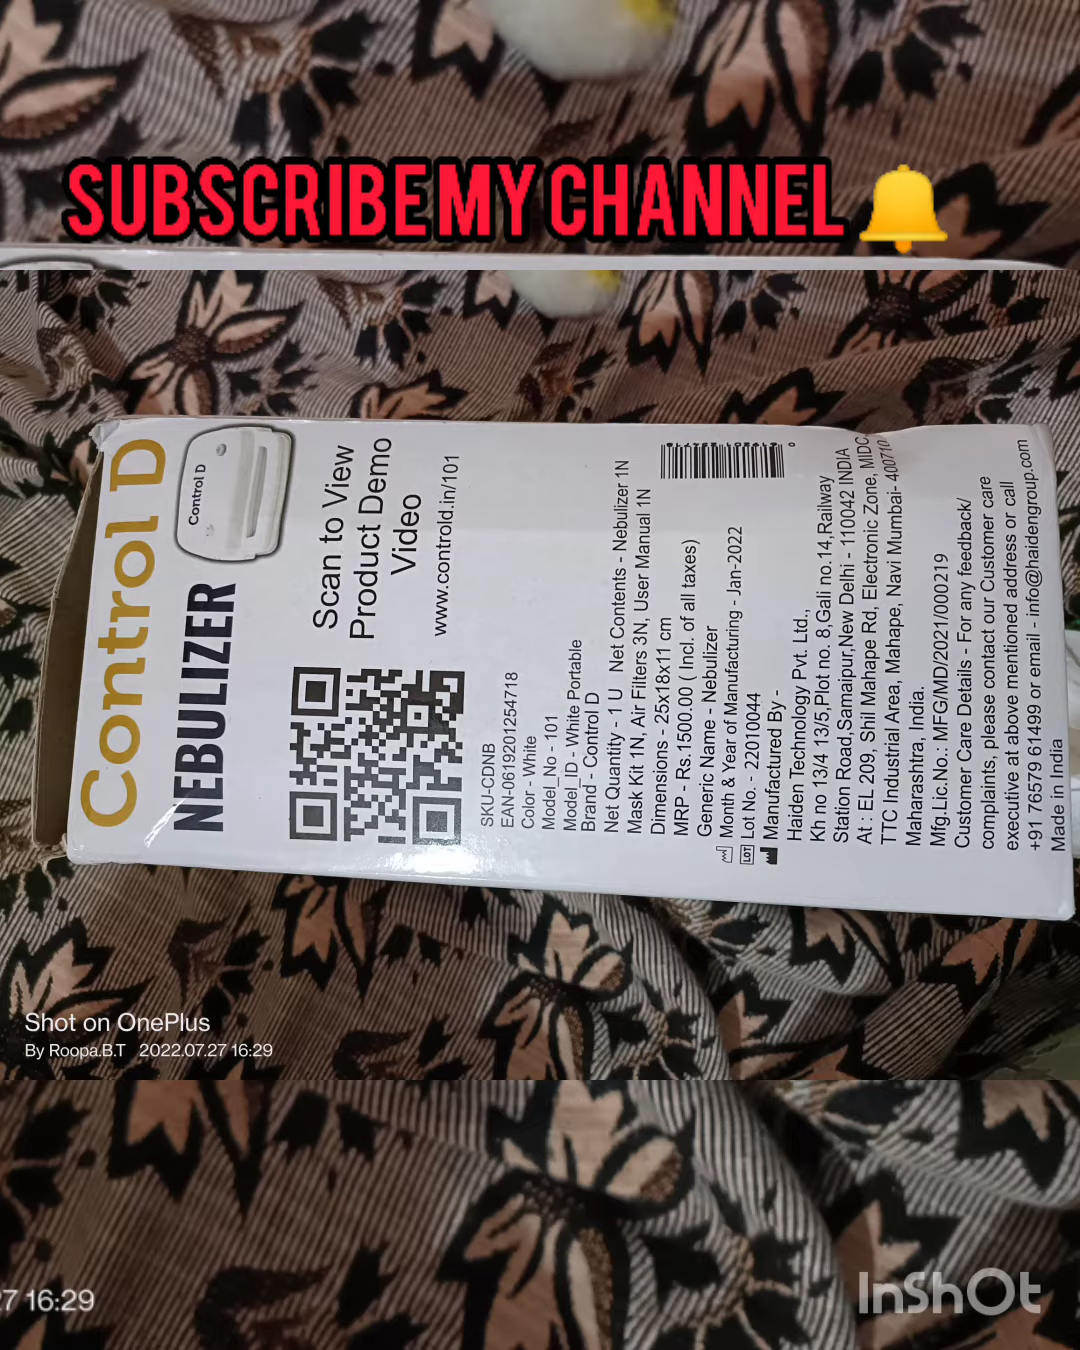 SUBSCRIBE MY CHANNEL
Control D
NEBULIZER
Control D
Scan to View
Product Demo
Video
www.controld.in/101
SKU-CDNB
EAN-0619201254718
Color - White
Model_No - 101
Model_ID - White Portable
Brand - Control D
Net Quantity - 1 U Net Contents - Nebulizer 1N
Mask Kit 1N, Air Filters 3N, User Manual 1N
Dimensions - 25x18x11 cm
MRP - Rs.1500.00 ( Incl. of all taxes)
Generic Name - Nebulizer
Month & Year of Manufacturing - Jan-2022
LOT Lot No. - 22010044
Manufactured By -
Haiden Technology Pvt. Ltd.,
Kh no 13/4 13/5,Plot no. 8,Gali no.14,Railway
Station Road,Samaipur,New Delhi - 110042 INDIA
At : EL 209, Shil Mahape Rd, Electronic Zone, MIDC,
TTC Industrial Area, Mahape, Navi Mumbai- 400710
Maharashtra, India.
Mfg.Lic.No.: MFG/MD/2021/000219
Customer Care Details - For any feedback/
complaints, please contact our Customer care
executive at above mentioned address or call
+91 76579 61499 or email - info@haidengroup.com
Made in India
Shot on OnePlus
By Roopa.B.T 2022.07.27 16:29
27 16:29
InShOt